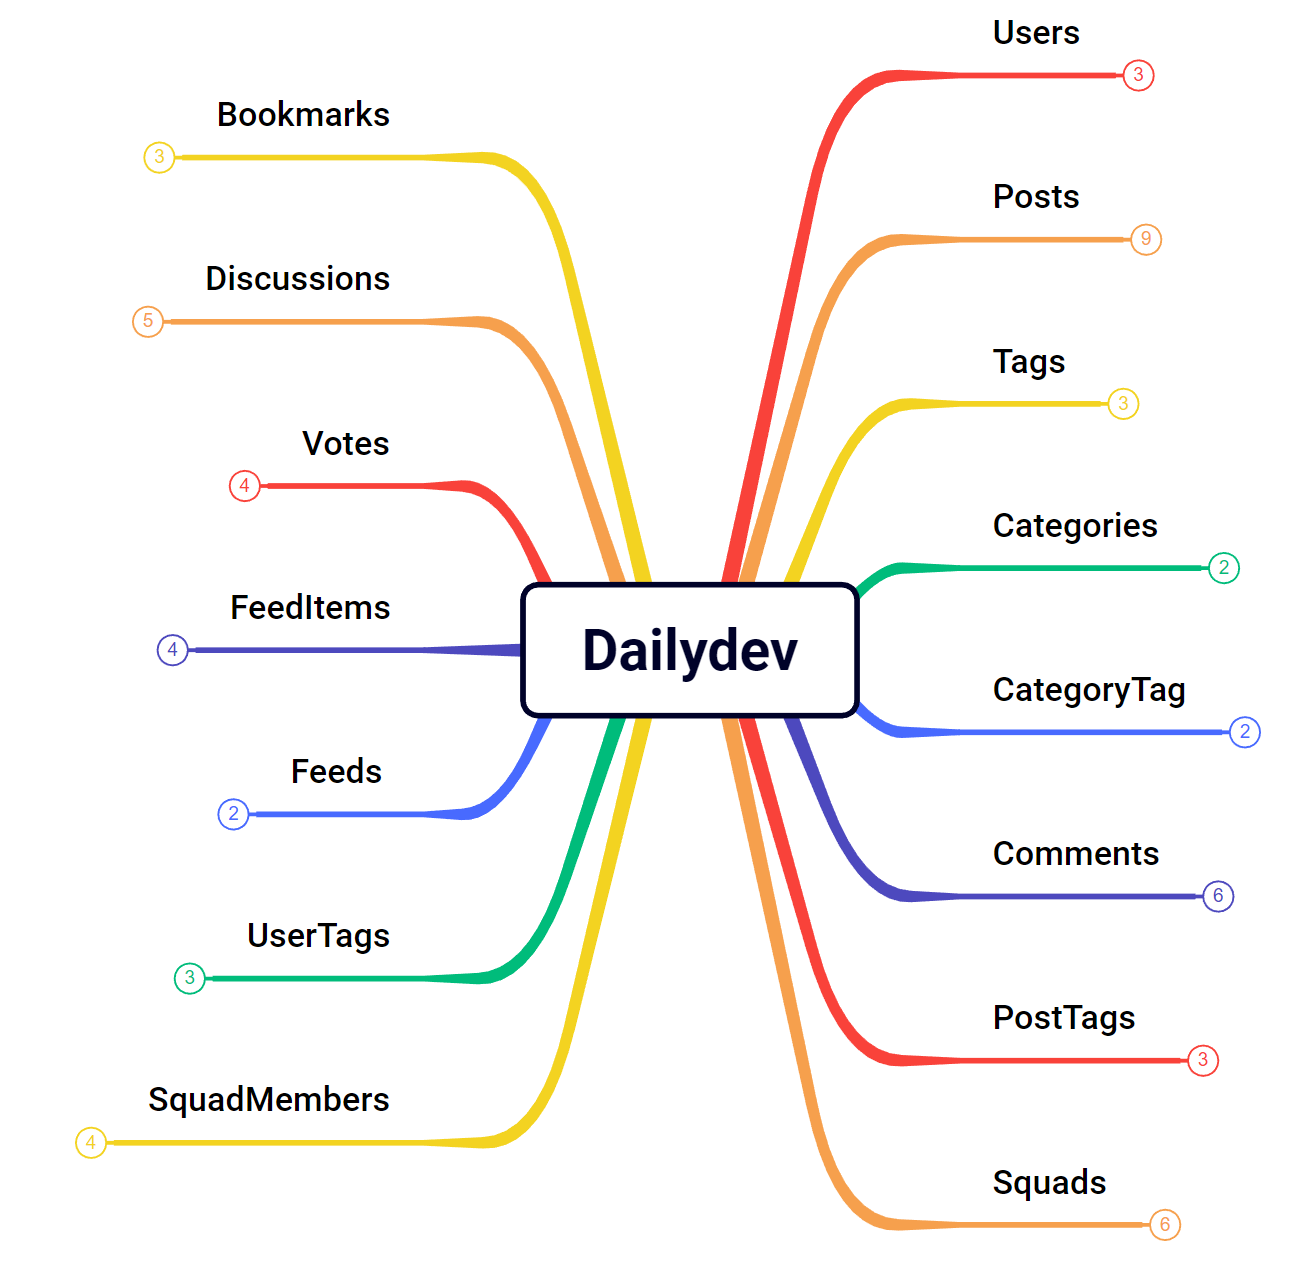 Users
3
Bookmarks
3
Posts
9
Discussions
5
Tags
3
Votes
4
Categories
2
FeedItems
4
Dailydev
CategoryTag
2
Feeds
2
Comments
6
UserTags
3
PostTags
3
SquadMembers
4
Squads
6